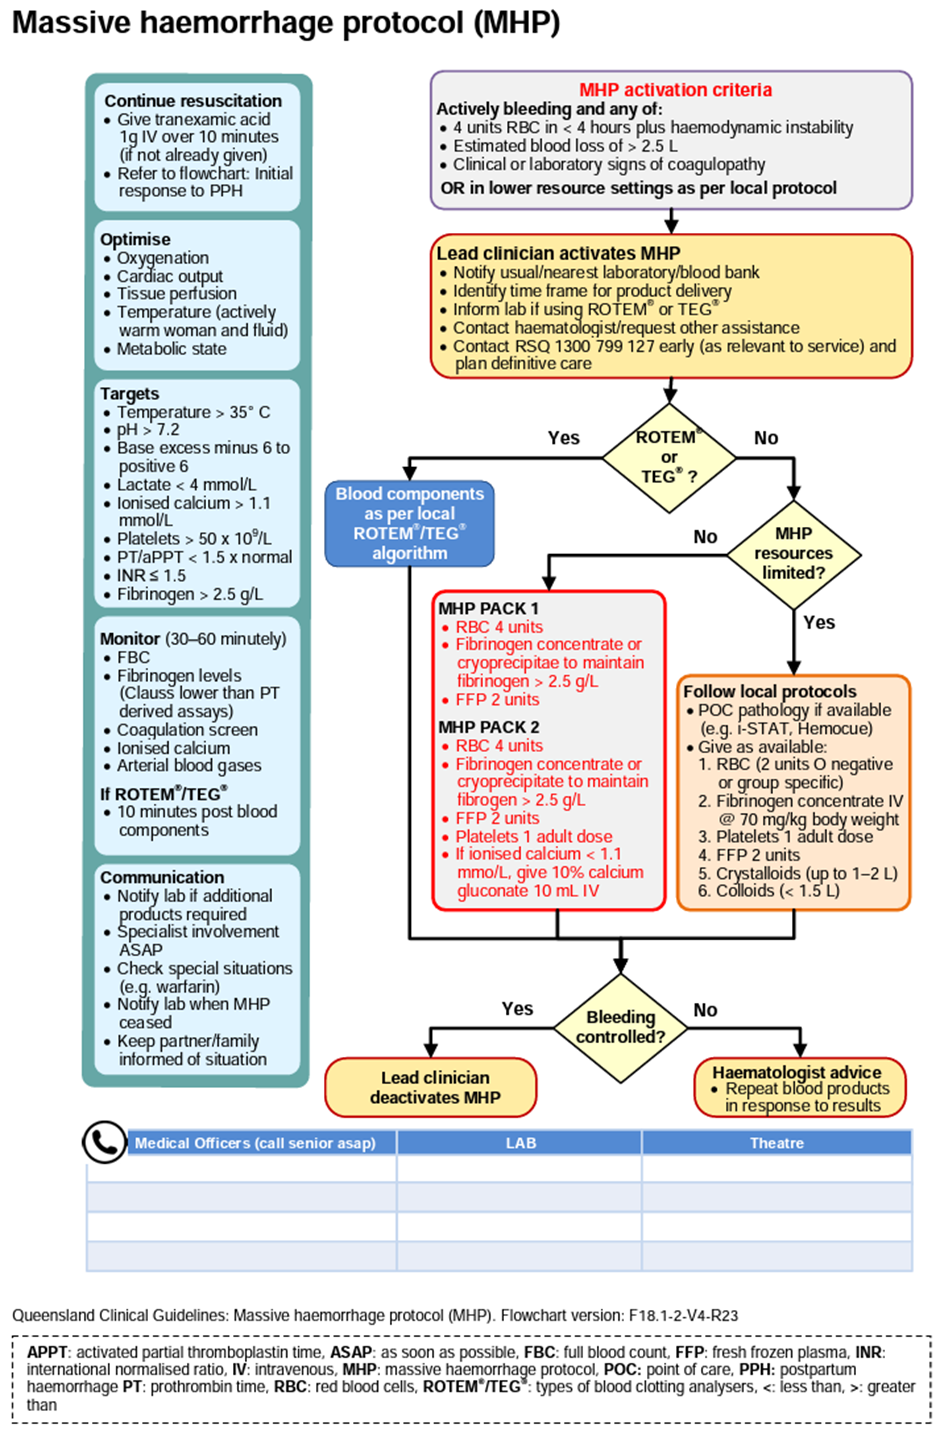 Massive haemorrhage protocol (MHP)
Continue resuscitation
• Give tranexamic acid
1g IV over 10 minutes
(if not already given)
• Refer to flowchart: Initial
response to PPH
Optimise
• Oxygenation
• Cardiac output
• Tissue perfusion
• Temperature (actively
warm woman and fluid)
• Metabolic state
Targets
• Temperature > 35° C
• pH > 7.2
• Base excess minus 6 to
positive 6
• Lactate < 4 mmol/L
• Ionised calcium > 1.1
mmol/L
• Platelets > 50 x 10⁹/L
• PT/aPPT < 1.5 x normal
• INR ≤ 1.5
• Fibrinogen > 2.5 g/L
Monitor (30–60 minutely)
• FBC
• Fibrinogen levels
(Clauss lower than PT
derived assays)
• Coagulation screen
• Ionised calcium
• Arterial blood gases
If ROTEM®/TEG®
• 10 minutes post blood
components
Communication
• Notify lab if additional
products required
• Specialist involvement
ASAP
• Check special situations
(e.g. warfarin)
• Notify lab when MHP
ceased
• Keep partner/family
informed of situation
MHP activation criteria
Actively bleeding and any of:
• 4 units RBC in < 4 hours plus haemodynamic instability
• Estimated blood loss of > 2.5 L
• Clinical or laboratory signs of coagulopathy
OR in lower resource settings as per local protocol
Lead clinician activates MHP
• Notify usual/nearest laboratory/blood bank
• Identify time frame for product delivery
• Inform lab if using ROTEM® or TEG®
• Contact haematologist/request other assistance
• Contact RSQ 1300 799 127 early (as relevant to service) and
plan definitive care
ROTEM®
or
TEG® ?
Yes
No
Blood components
as per local
ROTEM®/TEG®
algorithm
MHP
resources
limited?
No
Yes
MHP PACK 1
• RBC 4 units
• Fibrinogen concentrate or
cryoprecipitae to maintain
fibrinogen > 2.5 g/L
• FFP 2 units
MHP PACK 2
• RBC 4 units
• Fibrinogen concentrate or
cryoprecipitate to maintain
fibrogen > 2.5 g/L
• FFP 2 units
• Platelets 1 adult dose
• If ionised calcium < 1.1
mmo/L, give 10% calcium
gluconate 10 mL IV
Follow local protocols
• POC pathology if available
(e.g. i-STAT, Hemocue)
• Give as available:
1. RBC (2 units O negative
or group specific)
2. Fibrinogen concentrate IV
@ 70 mg/kg body weight
3. Platelets 1 adult dose
4. FFP 2 units
5. Crystalloids (up to 1–2 L)
6. Colloids (< 1.5 L)
Bleeding
controlled?
Yes
No
Lead clinician
deactivates MHP
Haematologist advice
• Repeat blood products
in response to results
Medical Officers (call senior asap) LAB Theatre
Queensland Clinical Guidelines: Massive haemorrhage protocol (MHP). Flowchart version: F18.1-2-V4-R23
APPT: activated partial thromboplastin time, ASAP: as soon as possible, FBC: full blood count, FFP: fresh frozen plasma, INR:
international normalised ratio, IV: intravenous, MHP: massive haemorrhage protocol, POC: point of care, PPH: postpartum
haemorrhage PT: prothrombin time, RBC: red blood cells, ROTEM®/TEG®: types of blood clotting analysers, <: less than, >: greater
than